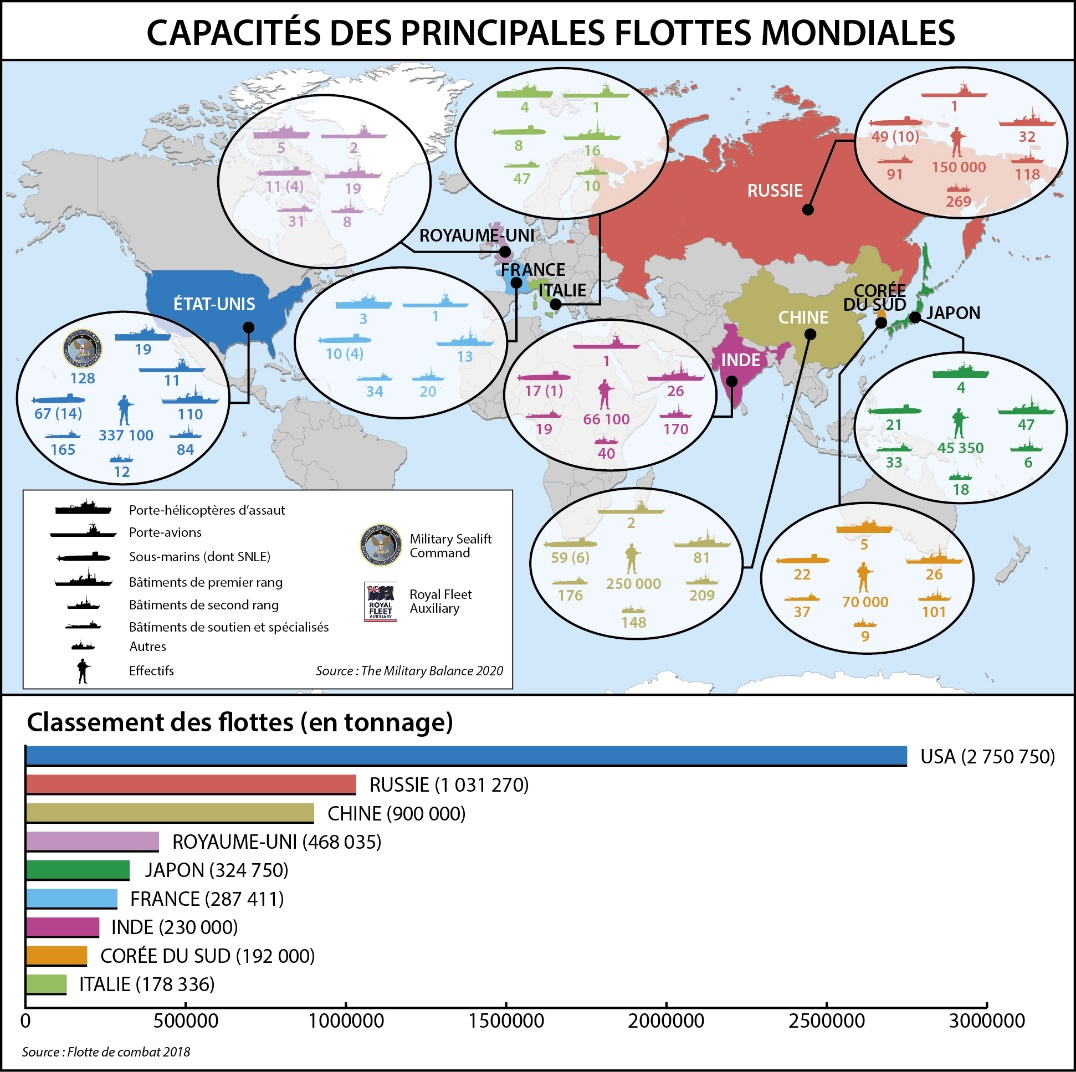 CAPACITÉS DES PRINCIPALES FLOTTES MONDIALES
5 2
11 (4) 19
31 8
4 1
8 16
47 10
1
49 (10) 32
150 000
91 118
269
RUSSIE
ROYAUME-UNI
FRANCE
ITALIE
ÉTAT-UNIS
CHINE
CORÉE
DU SUD
JAPON
INDE
3 1
10 (4) 13
34 20
128 19
11
67 (14) 110
337 100
165 84
12
1
17 (1) 26
66 100
19 170
40
4
21 47
45 350
33 6
18
2
59 (6) 81
250 000
176 209
148
5
22 26
70 000
37 101
9
Porte-hélicoptères d'assaut
Porte-avions
Sous-marins (dont SNLE)
Bâtiments de premier rang
Bâtiments de second rang
Bâtiments de soutien et spécialisés
Autres
Effectifs
Military Sealift
Command
ROYAL
FLEET
AUXILIARY
Royal Fleet
Auxiliary
Source : The Military Balance 2020
Classement des flottes (en tonnage)
USA (2 750 750)
RUSSIE (1 031 270)
CHINE (900 000)
ROYAUME-UNI (468 035)
JAPON (324 750)
FRANCE (287 411)
INDE (230 000)
CORÉE DU SUD (192 000)
ITALIE (178 336)
0 500000 1000000 1500000 2000000 2500000 3000000
Source : Flotte de combat 2018